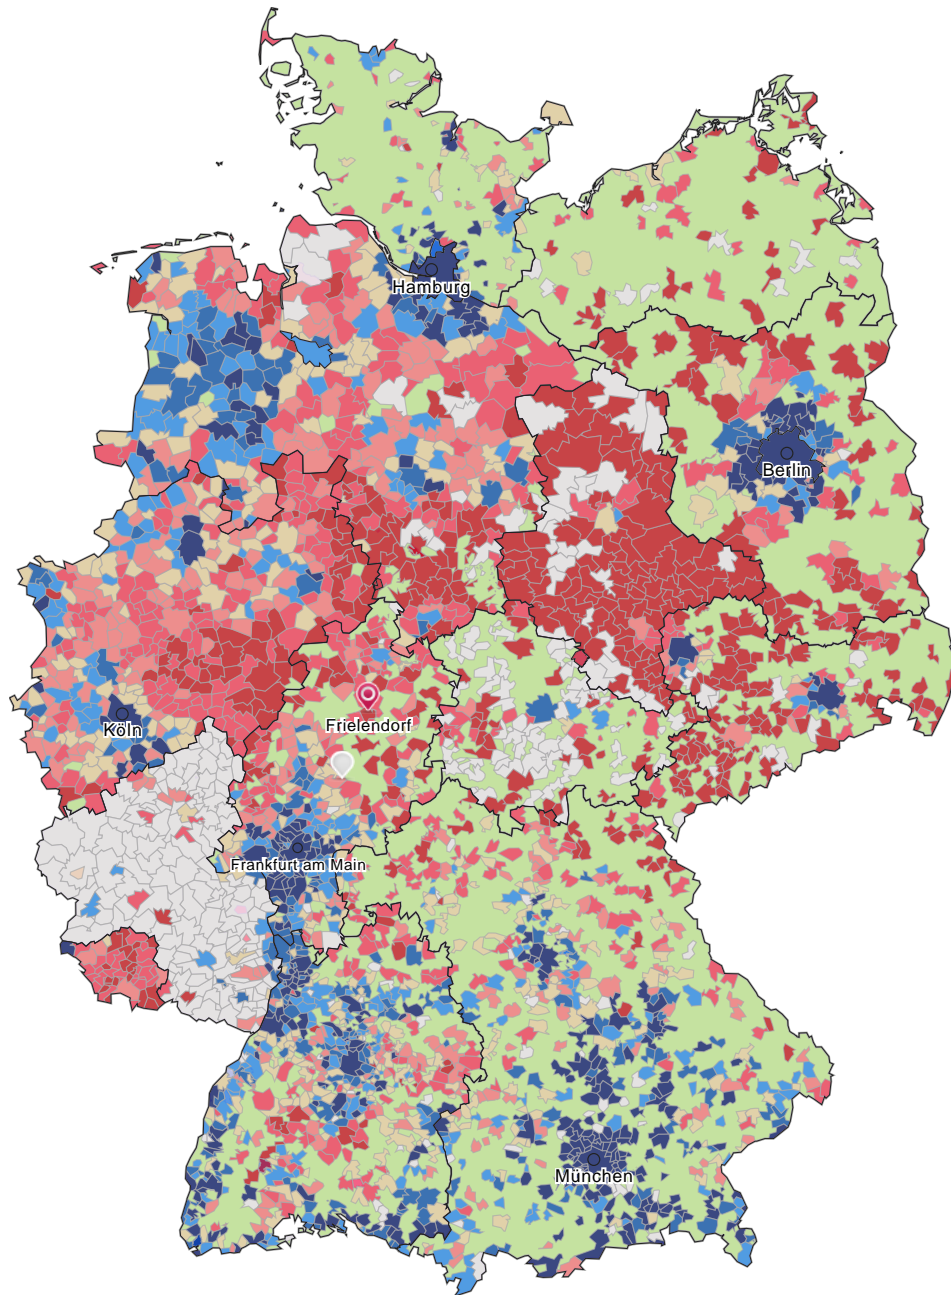 Hamburg
Berlin
Köln
Frielendorf
Frankfurt am Main
München